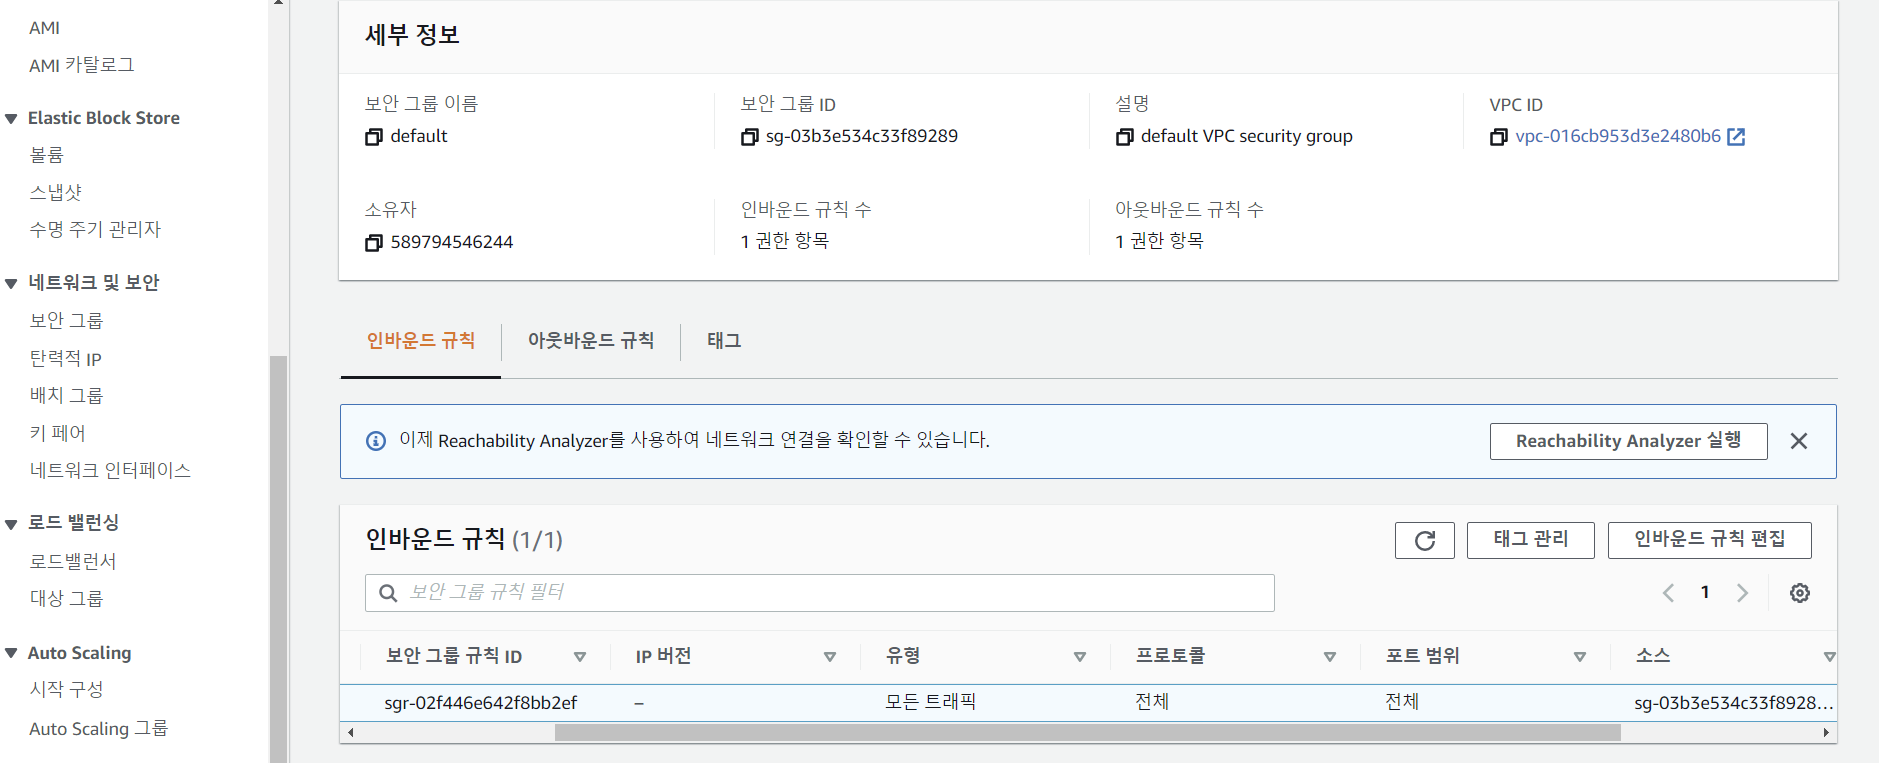 AMI
AMI 카탈로그
Elastic Block Store
볼륨
스냅샷
수명 주기 관리자
네트워크 및 보안
보안 그룹
탄력적 IP
배치 그룹
키 페어
네트워크 인터페이스
로드 밸런싱
로드밸런서
대상 그룹
Auto Scaling
시작 구성
Auto Scaling 그룹
세부 정보
보안 그룹 이름
default
보안 그룹 ID
sg-03b3e534c33f89289
설명
default VPC security group
VPC ID
vpc-016cb953d3e2480b6
소유자
589794546244
인바운드 규칙 수
1 권한 항목
아웃바운드 규칙 수
1 권한 항목
인바운드 규칙 아웃바운드 규칙 태그
이제 Reachability Analyzer를 사용하여 네트워크 연결을 확인할 수 있습니다. Reachability Analyzer 실행
인바운드 규칙 (1/1) 태그 관리 인바운드 규칙 편집
보안 그룹 규칙 필터 1
보안 그룹 규칙 ID IP 버전 유형 프로토콜 포트 범위 소스
sgr-02f446e642f8bb2ef – 모든 트래픽 전체 전체 sg-03b3e534c33f8928...